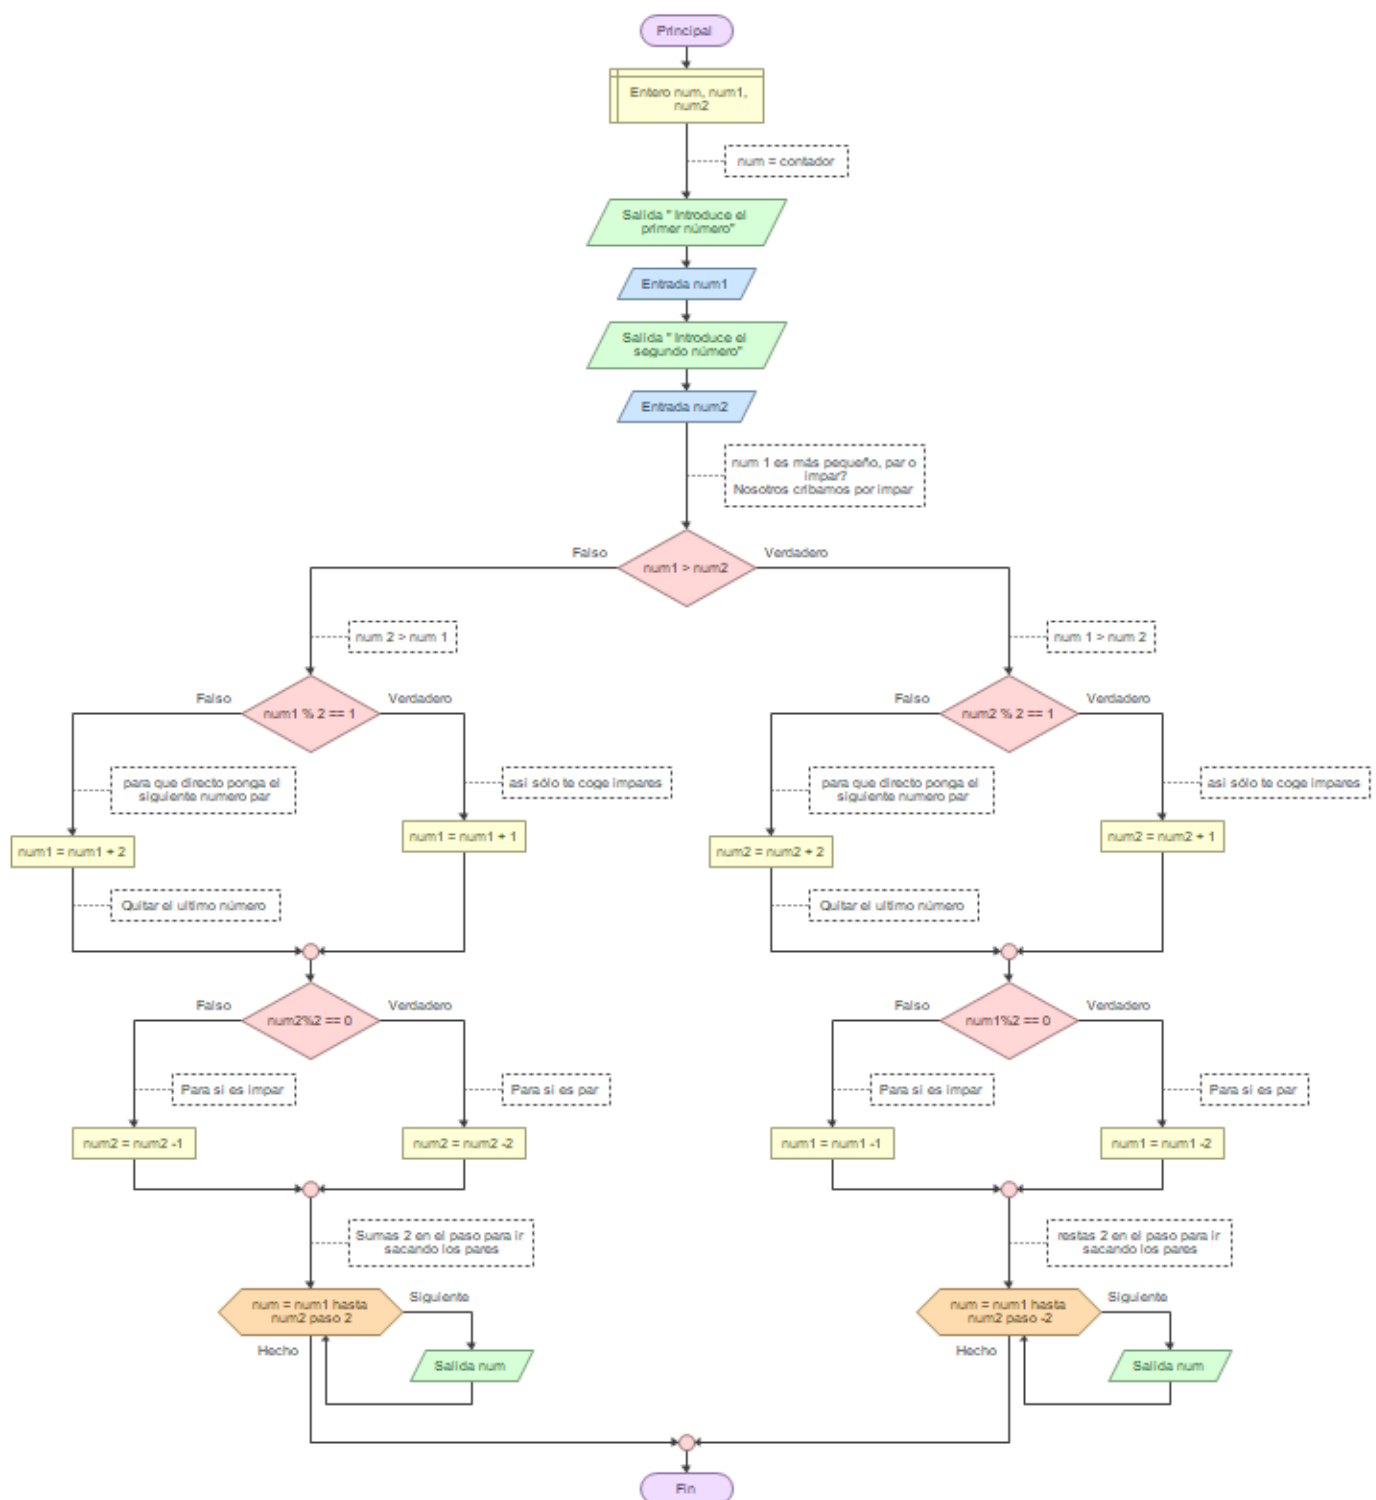 Principal
Entero num, num1,
num2
num = contador
Salida " Introduce el
primer número"
Entrada num1
Salida " Introduce el
segundo número"
Entrada num2
num 1 es más pequeño, par o
impar?
Nosotros cribamos por impar
Falso
num1 > num2
Verdadero
num 2 > num 1
num 1 > num 2
Falso
num1 % 2 == 1
Verdadero
Falso
num2 % 2 == 1
Verdadero
para que directo ponga el
siguiente numero par
asi sólo te coge impares
para que directo ponga el
siguiente numero par
asi sólo te coge impares
num1 = num1 + 2
num1 = num1 + 1
num2 = num2 + 2
num2 = num2 + 1
Quitar el ultimo número
Quitar el ultimo número
Falso
num2%2 == 0
Verdadero
Falso
num1%2 == 0
Verdadero
Para si es impar
Para si es par
Para si es impar
Para si es par
num2 = num2 -1
num2 = num2 -2
num1 = num1 -1
num1 = num1 -2
Sumas 2 en el paso para ir
sacando los pares
restas 2 en el paso para ir
sacando los pares
num = num1 hasta
num2 paso 2
Siguiente
num = num1 hasta
num2 paso -2
Siguiente
Hecho
Salida num
Hecho
Salida num
Fin